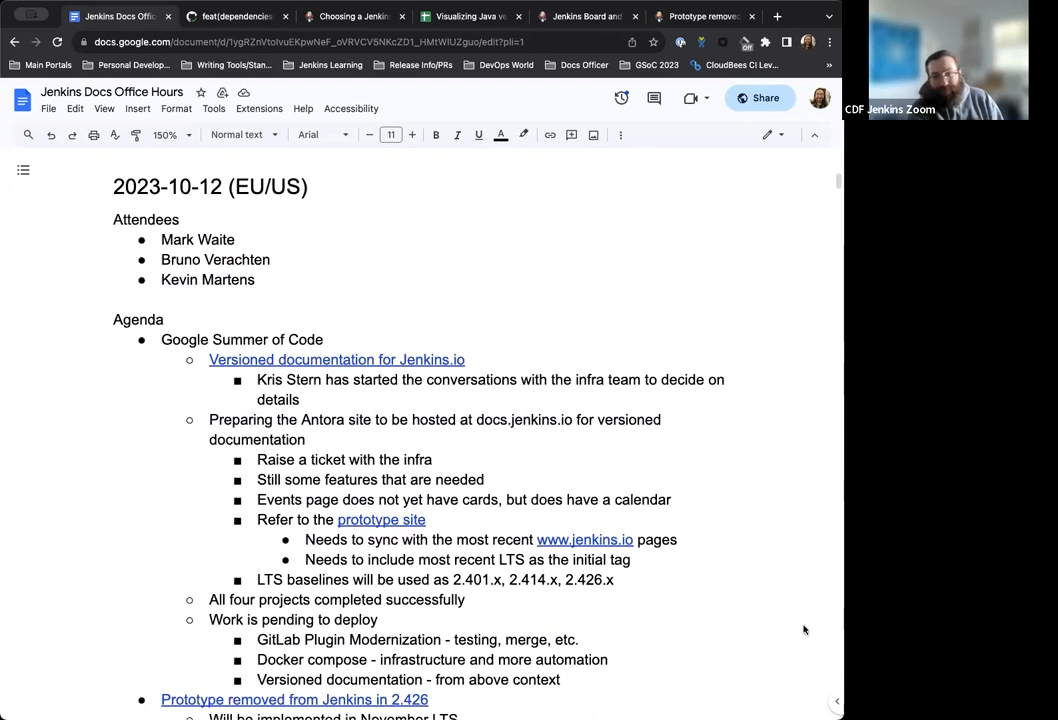 Jenkins Docs Offic
feat(dependencies
Choosing a Jenkin
Visualizing Java ve
Jenkins Board and
Prototype removed
docs.google.com/document/d/1ygRZnVtoIvuEKpwNeF_oVRVCV5NKcZD1_HMtWlUZguo/edit?pli=1
Off
Main Portals
Personal Develop...
Writing Tools/Stan...
Jenkins Learning
Release Info/PRs
DevOps World
Docs Officer
GSoC 2023
CloudBees CI Lev...
Jenkins Docs Office Hours
File Edit View Insert Format Tools Extensions Help Accessibility
Share
150% Normal text Arial 11 B I U A
CDF Jenkins Zoom
2023-10-12 (EU/US)
Attendees
Mark Waite
Bruno Verachten
Kevin Martens
Agenda
Google Summer of Code
Versioned documentation for Jenkins.io
Kris Stern has started the conversations with the infra team to decide on
details
Preparing the Antora site to be hosted at docs.jenkins.io for versioned
documentation
Raise a ticket with the infra
Still some features that are needed
Events page does not yet have cards, but does have a calendar
Refer to the prototype site
Needs to sync with the most recent www.jenkins.io pages
Needs to include most recent LTS as the initial tag
LTS baselines will be used as 2.401.x, 2.414.x, 2.426.x
All four projects completed successfully
Work is pending to deploy
GitLab Plugin Modernization - testing, merge, etc.
Docker compose - infrastructure and more automation
Versioned documentation - from above context
Prototype removed from Jenkins in 2.426
Will be implemented in November LTS